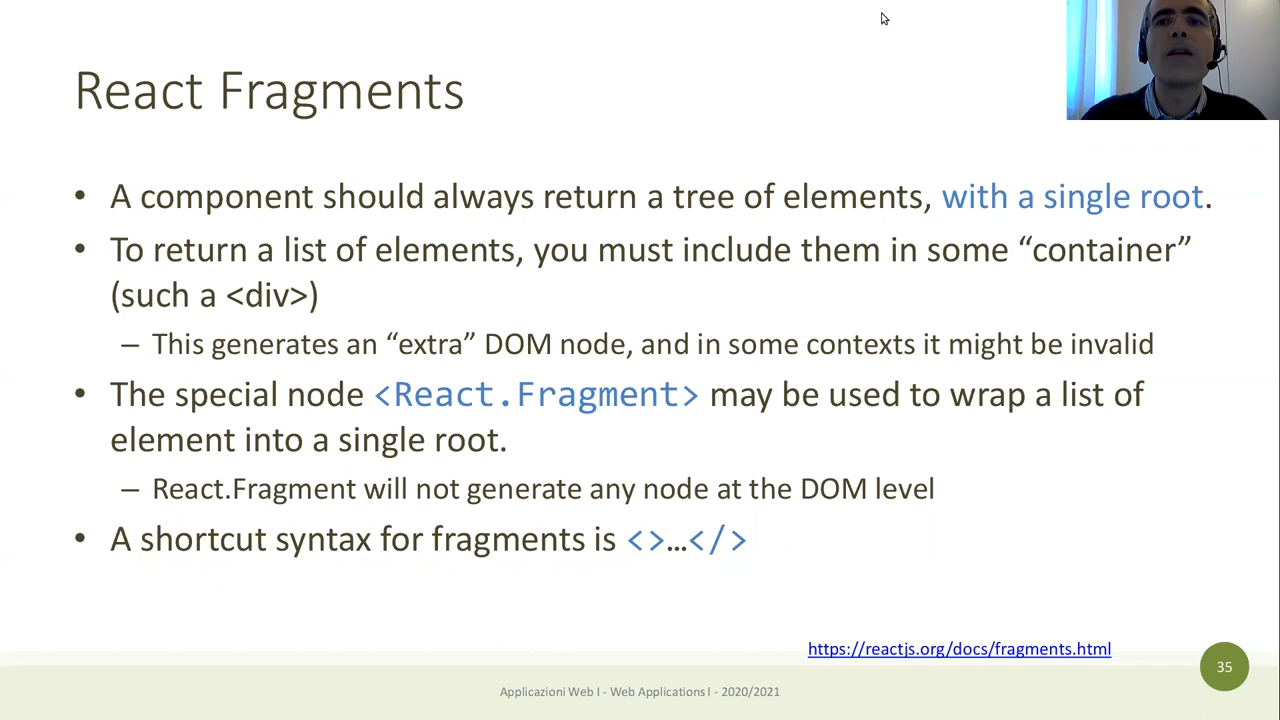 React Fragments
• A component should always return a tree of elements, with a single root.
• To return a list of elements, you must include them in some “container”
(such a <div>)
– This generates an “extra” DOM node, and in some contexts it might be invalid
• The special node <React.Fragment> may be used to wrap a list of
element into a single root.
– React.Fragment will not generate any node at the DOM level
• A shortcut syntax for fragments is <>…</>
https://reactjs.org/docs/fragments.html
35
Applicazioni Web I - Web Applications I - 2020/2021